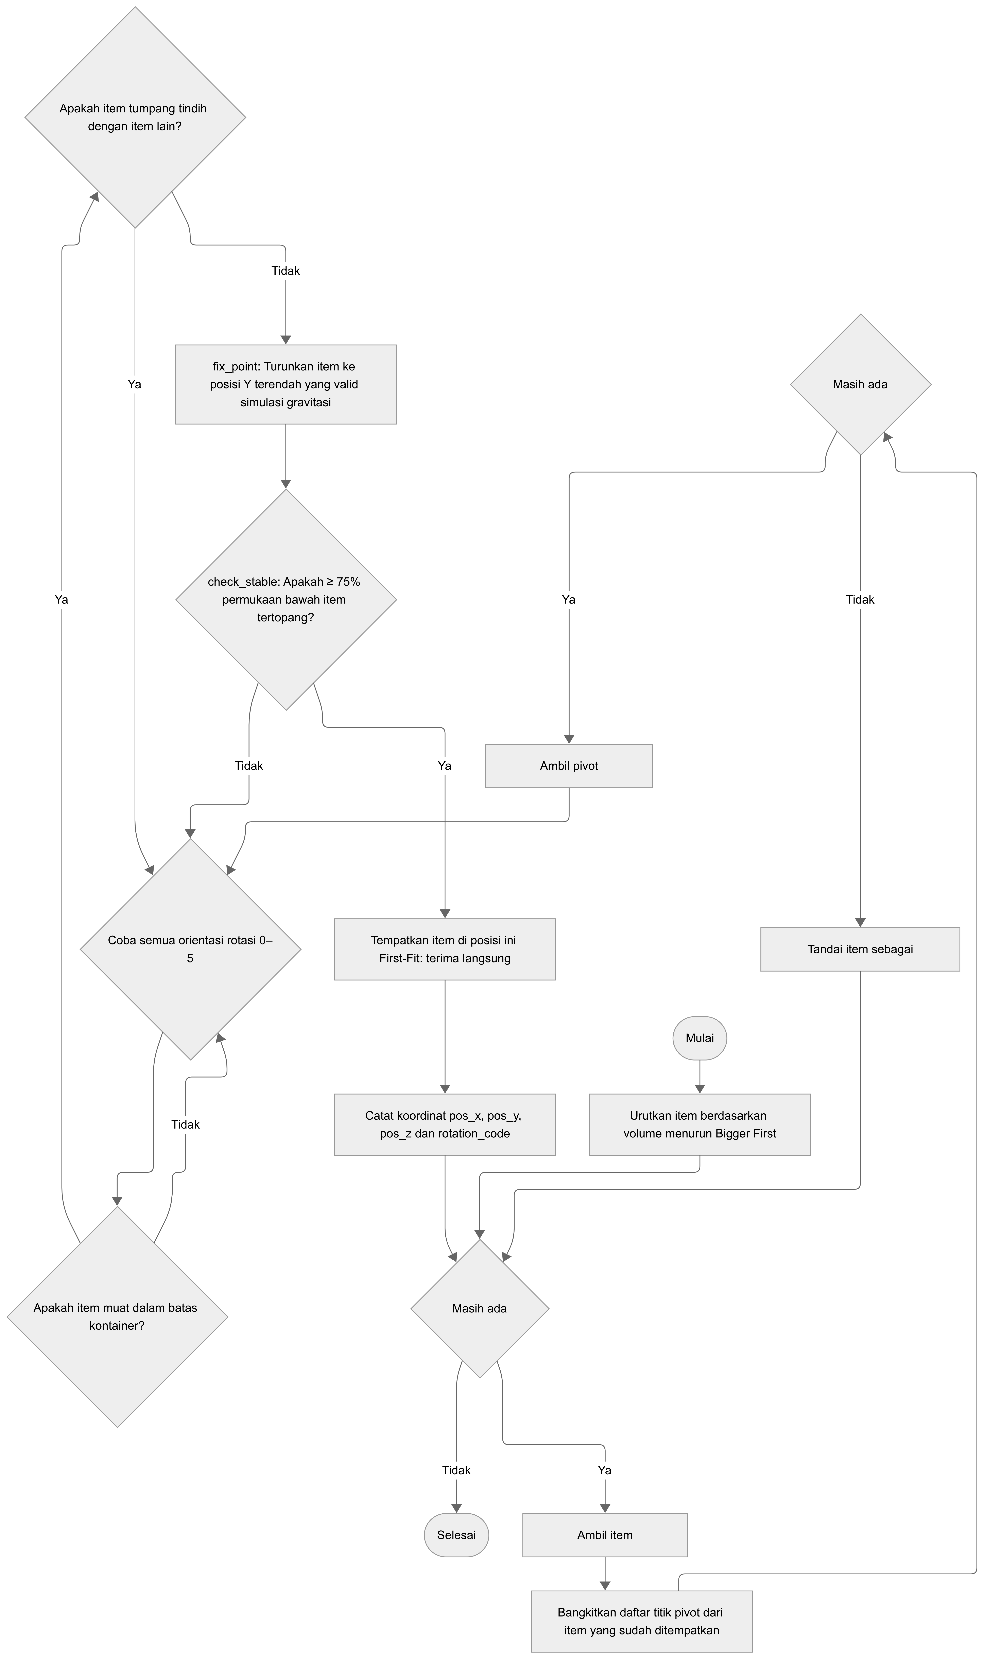 Apakah item tumpang tindih
dengan item lain?
Tidak
fix_point: Turunkan item ke
posisi Y terendah yang valid
simulasi gravitasi
Ya
Masih ada
check_stable: Apakah ≥ 75%
permukaan bawah item
tertopang?
Ya
Ya
Tidak
Tidak
Ya
Ambil pivot
Coba semua orientasi rotasi 0–
5
Tempatkan item di posisi ini
First-Fit: terima langsung
Tandai item sebagai
Mulai
Tidak
Catat koordinat pos_x, pos_y,
pos_z dan rotation_code
Urutkan item berdasarkan
volume menurun Bigger First
Apakah item muat dalam batas
kontainer?
Masih ada
Tidak
Ya
Selesai
Ambil item
Bangkitkan daftar titik pivot dari
item yang sudah ditempatkan